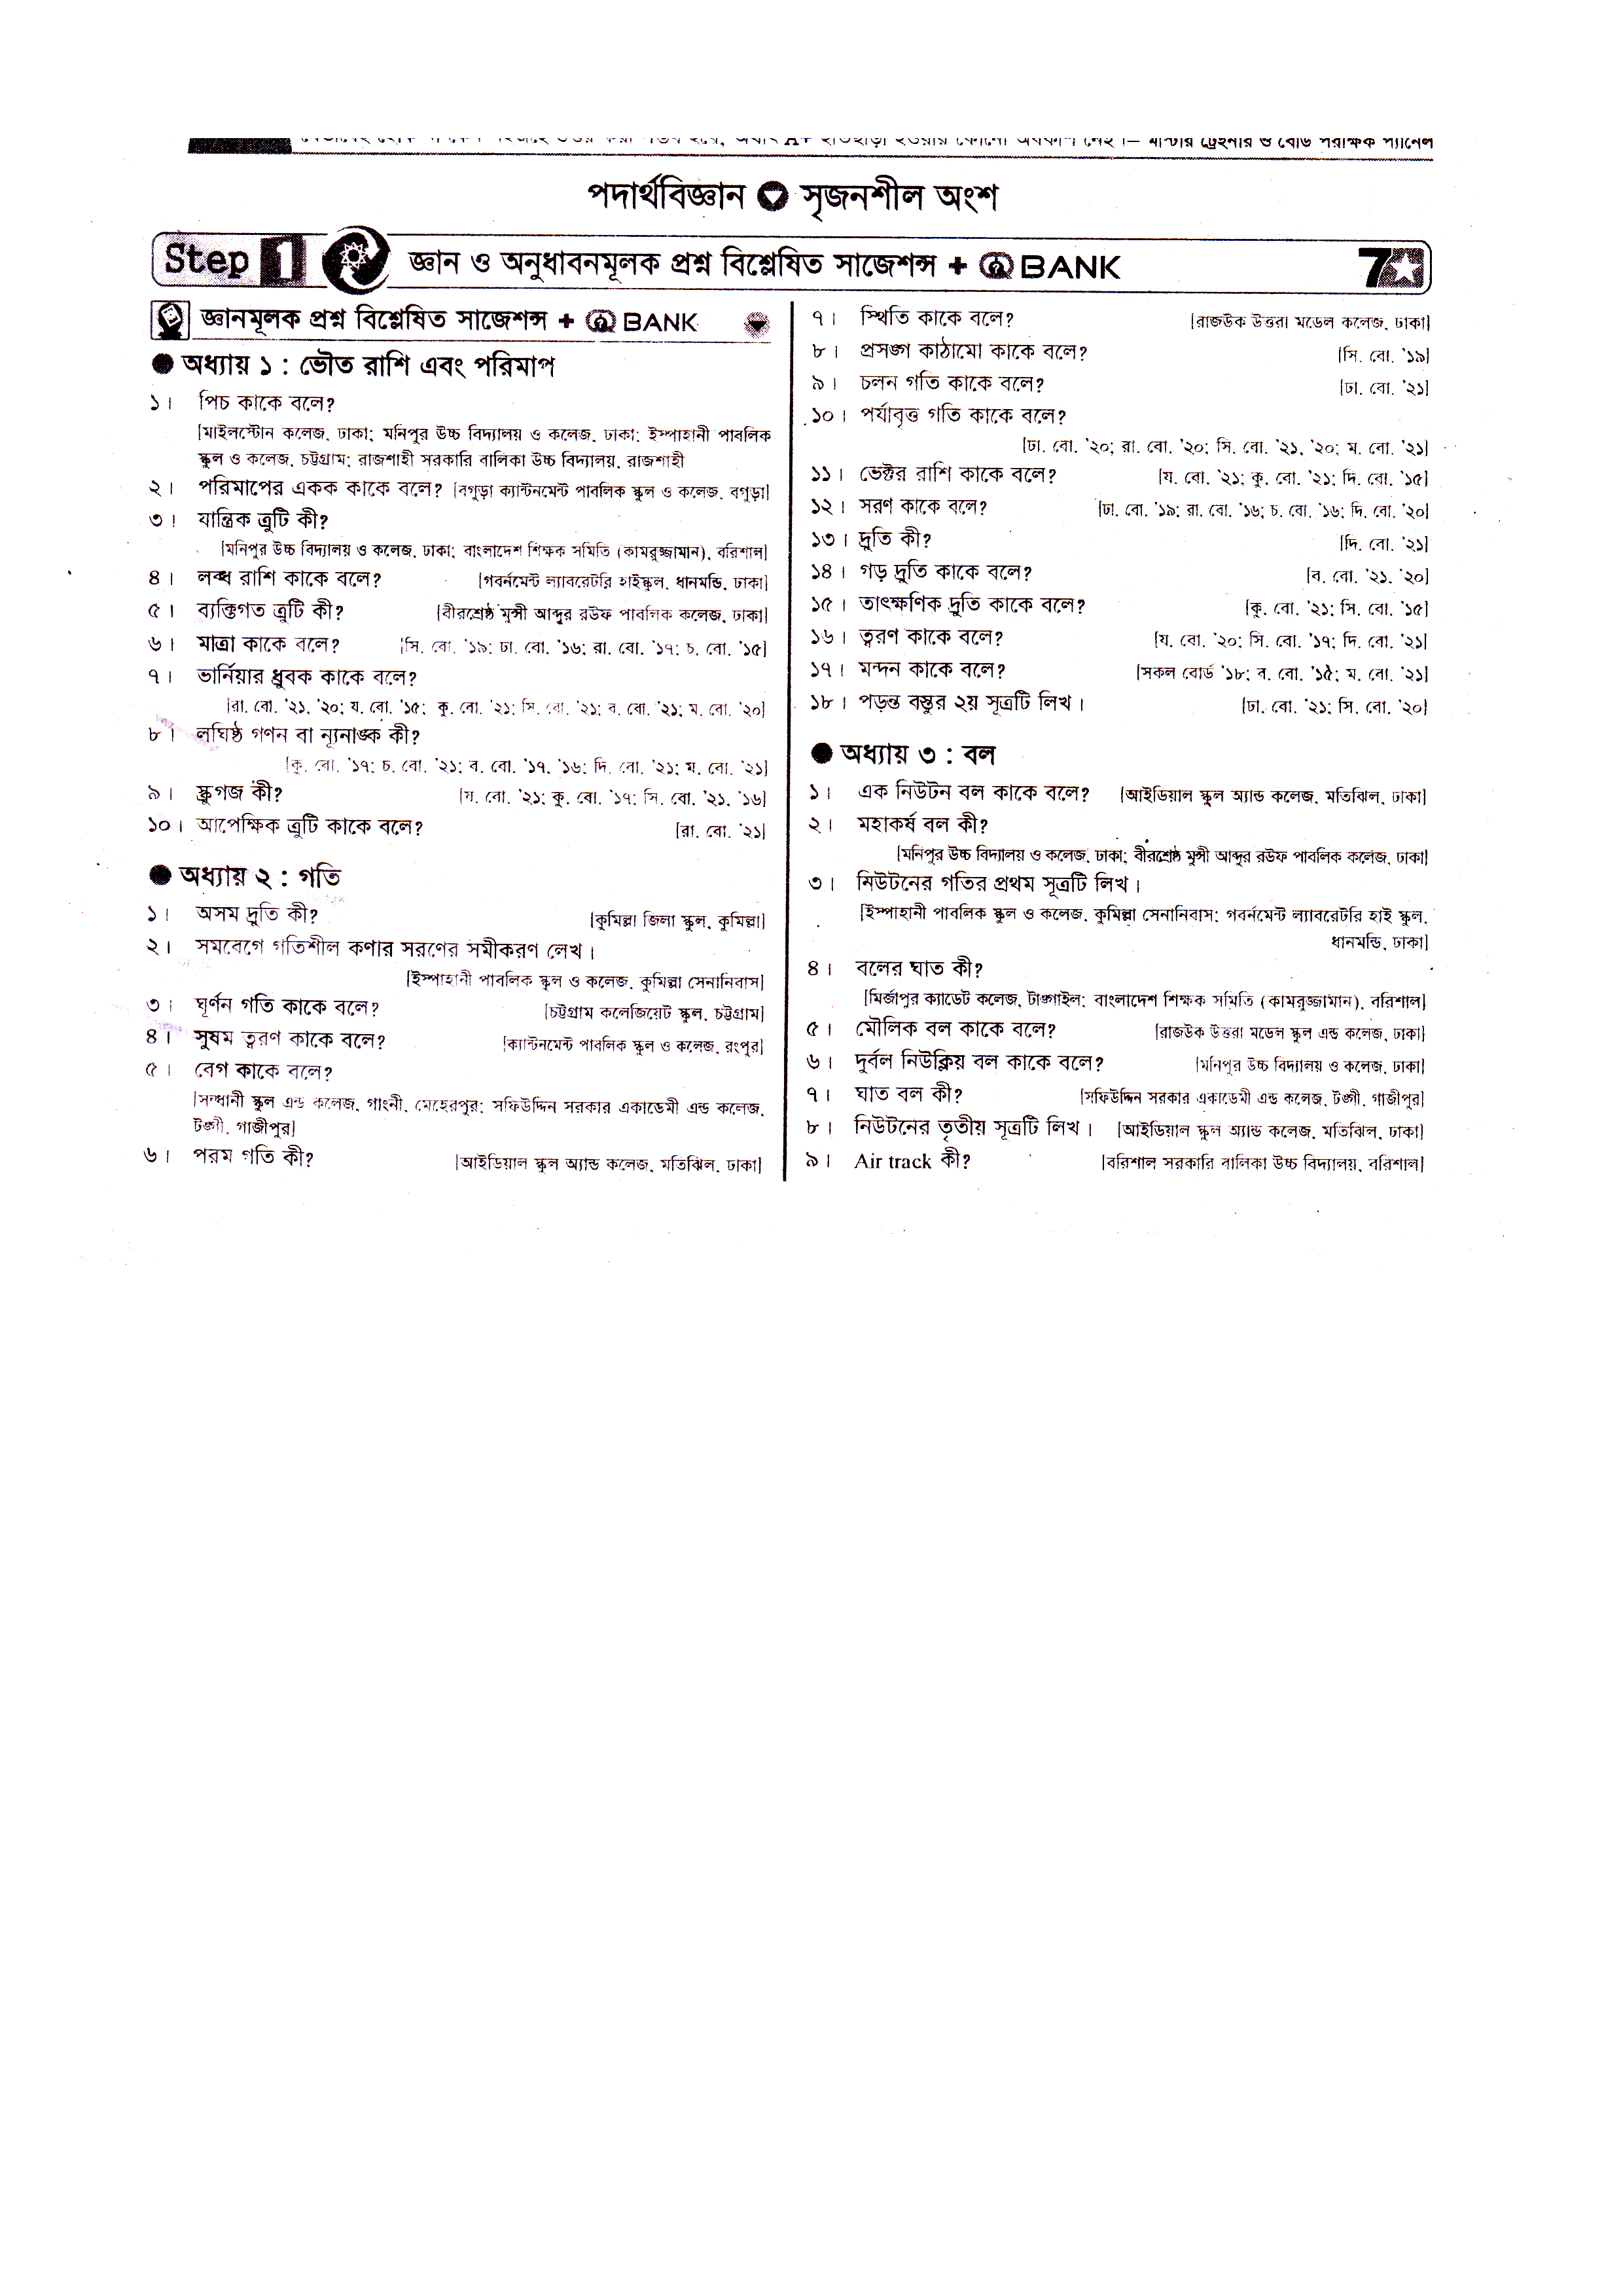 মাস্টার ট্রেইনার ও বোর্ড পরীক্ষক প্যানেল
পদার্থবিজ্ঞান সৃজনশীল অংশ
Step 1 জ্ঞান ও অনুধাবনমূলক প্রশ্ন বিশ্লেষিত সাজেশন্স + Q BANK 7★
জ্ঞানমূলক প্রশ্ন বিশ্লেষিত সাজেশন্স + Q BANK
● অধ্যায় ১ : ভৌত রাশি এবং পরিমাপ
১। পিচ কাকে বলে?
[মাইলস্টোন কলেজ, ঢাকা; মনিপুর উচ্চ বিদ্যালয় ও কলেজ, ঢাকা; ইস্পাহানী পাবলিক
স্কুল ও কলেজ, চট্টগ্রাম; রাজশাহী সরকারি বালিকা উচ্চ বিদ্যালয়, রাজশাহী
২। পরিমাপের একক কাকে বলে? [বগুড়া ক্যান্টনমেন্ট পাবলিক স্কুল ও কলেজ, বগুড়া]
৩। যান্ত্রিক ত্রুটি কী?
[মনিপুর উচ্চ বিদ্যালয় ও কলেজ, ঢাকা; বাংলাদেশ শিক্ষক সমিতি (কামরুজ্জামান), বরিশাল]
৪। লব্ধ রাশি কাকে বলে? [গবর্নমেন্ট ল্যাবরেটরি হাইস্কুল, ধানমন্ডি, ঢাকা]
৫। ব্যক্তিগত ত্রুটি কী? [বীরশ্রেষ্ঠ মুন্সী আব্দুর রউফ পাবলিক কলেজ, ঢাকা]
৬। মাত্রা কাকে বলে? [সি. বো. '১৯; ঢা. বো. '১৬; রা. বো. '১৭; চ. বো. '১৫]
৭। ভার্নিয়ার ধ্রুবক কাকে বলে?
[রা. বো. '২১, '২০; য. বো. '১৫; কু. বো. '২১; সি. বো. '২১; ব. বো. '২১; ম. বো. '২০]
৮। লঘিষ্ঠ গণন বা ন্যূনাঙ্ক কী?
[কু. বো. '১৭; চ. বো. '২১; ব. বো. '১৭, '১৬; দি. বো. '২১; ম. বো. '২১]
৯। স্ক্রুগজ কী? [য. বো. '২১; কু. বো. '১৭; সি. বো. '২১, '১৬]
১০। আপেক্ষিক ত্রুটি কাকে বলে? [রা. বো. '২১]
● অধ্যায় ২ : গতি
১। অসম দ্রুতি কী? [কুমিল্লা জিলা স্কুল, কুমিল্লা]
২। সমবেগে গতিশীল কণার সরণের সমীকরণ লেখ।
[ইস্পাহানী পাবলিক স্কুল ও কলেজ, কুমিল্লা সেনানিবাস]
৩। ঘূর্ণন গতি কাকে বলে? [চট্টগ্রাম কলেজিয়েট স্কুল, চট্টগ্রাম]
৪। সুষম ত্বরণ কাকে বলে? [ক্যান্টনমেন্ট পাবলিক স্কুল ও কলেজ, রংপুর]
৫। বেগ কাকে বলে?
[সন্ধানী স্কুল এন্ড কলেজ, গাংনী, মেহেরপুর; সফিউদ্দিন সরকার একাডেমী এন্ড কলেজ,
টঙ্গী, গাজীপুর]
৬। পরম গতি কী? [আইডিয়াল স্কুল অ্যান্ড কলেজ, মতিঝিল, ঢাকা]
৭। স্থিতি কাকে বলে? [রাজউক উত্তরা মডেল কলেজ, ঢাকা]
৮। প্রসঙ্গ কাঠামো কাকে বলে? [সি. বো. '১৯]
৯। চলন গতি কাকে বলে? [ঢা. বো. '২১]
১০। পর্যাবৃত্ত গতি কাকে বলে?
[ঢা. বো. '২০; রা. বো. '২০; সি. বো. '২১, '২০; ম. বো. '২১]
১১। ভেক্টর রাশি কাকে বলে? [য. বো. '২১; কু. বো. '২১; দি. বো. '১৫]
১২। সরণ কাকে বলে? [ঢা. বো. '১৯; রা. বো. '১৬; চ. বো. '১৬; দি. বো. '২০]
১৩। দ্রুতি কী? [দি. বো. '২১]
১৪। গড় দ্রুতি কাকে বলে? [ব. বো. '২১, '২০]
১৫। তাৎক্ষণিক দ্রুতি কাকে বলে? [কু. বো. '২১; সি. বো. '১৫]
১৬। ত্বরণ কাকে বলে? [য. বো. '২০; সি. বো. '১৭; দি. বো. '২১]
১৭। মন্দন কাকে বলে? [সকল বোর্ড '১৮; ব. বো. '১৫; ম. বো. '২১]
১৮। পড়ন্ত বস্তুর ২য় সূত্রটি লিখ। [ঢা. বো. '২১; সি. বো. '২০]
● অধ্যায় ৩ : বল
১। এক নিউটন বল কাকে বলে? [আইডিয়াল স্কুল অ্যান্ড কলেজ, মতিঝিল, ঢাকা]
২। মহাকর্ষ বল কী?
[মনিপুর উচ্চ বিদ্যালয় ও কলেজ, ঢাকা; বীরশ্রেষ্ঠ মুন্সী আব্দুর রউফ পাবলিক কলেজ, ঢাকা]
৩। নিউটনের গতির প্রথম সূত্রটি লিখ।
[ইস্পাহানী পাবলিক স্কুল ও কলেজ, কুমিল্লা সেনানিবাস; গবর্নমেন্ট ল্যাবরেটরি হাই স্কুল,
ধানমন্ডি, ঢাকা]
৪। বলের ঘাত কী?
[মির্জাপুর ক্যাডেট কলেজ, টাঙ্গাইল; বাংলাদেশ শিক্ষক সমিতি (কামরুজ্জামান), বরিশাল]
৫। মৌলিক বল কাকে বলে? [রাজউক উত্তরা মডেল স্কুল এন্ড কলেজ, ঢাকা]
৬। দুর্বল নিউক্লিয় বল কাকে বলে? [মনিপুর উচ্চ বিদ্যালয় ও কলেজ, ঢাকা]
৭। ঘাত বল কী? [সফিউদ্দিন সরকার একাডেমী এন্ড কলেজ, টঙ্গী, গাজীপুর]
৮। নিউটনের তৃতীয় সূত্রটি লিখ। [আইডিয়াল স্কুল অ্যান্ড কলেজ, মতিঝিল, ঢাকা]
৯। Air track কী? [বরিশাল সরকারি বালিকা উচ্চ বিদ্যালয়, বরিশাল]